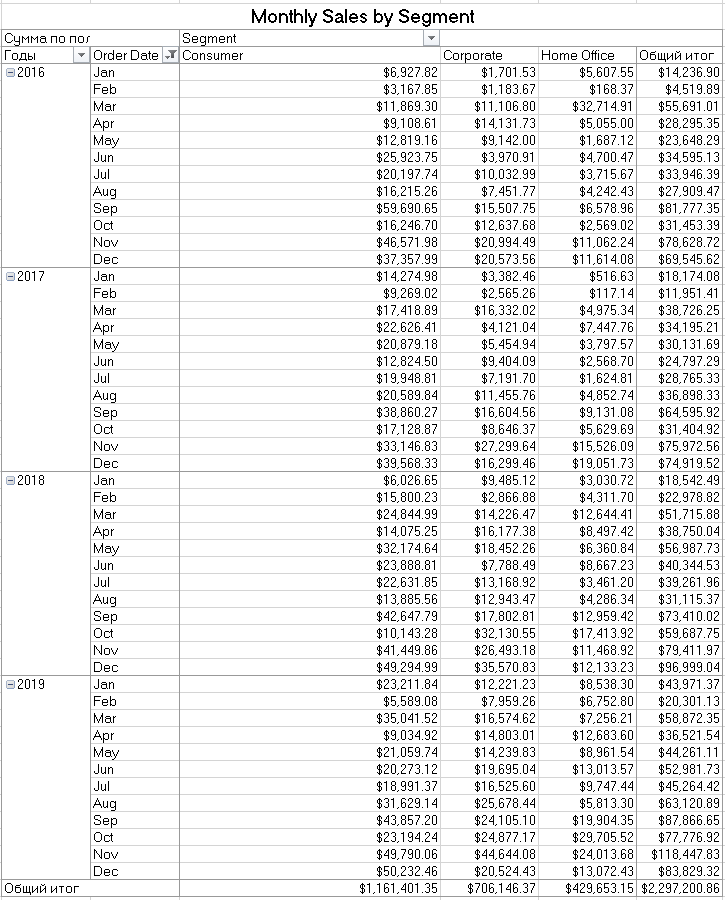 Monthly Sales by Segment
Сумма по пол Segment
Годы Order Date Consumer Corporate Home Office Общий итог
2016 Jan $6,927.82 $1,701.53 $5,607.55 $14,236.90
Feb $3,167.85 $1,183.67 $168.37 $4,519.89
Mar $11,869.30 $11,106.80 $32,714.91 $55,691.01
Apr $9,108.61 $14,131.73 $5,055.00 $28,295.35
May $12,819.16 $9,142.00 $1,687.12 $23,648.29
Jun $25,923.75 $3,970.91 $4,700.47 $34,595.13
Jul $20,197.74 $10,032.99 $3,715.67 $33,946.39
Aug $16,215.26 $7,451.77 $4,242.43 $27,909.47
Sep $59,690.65 $15,507.75 $6,578.96 $81,777.35
Oct $16,246.70 $12,637.68 $2,569.02 $31,453.39
Nov $46,571.98 $20,994.49 $11,062.24 $78,628.72
Dec $37,357.99 $20,573.56 $11,614.08 $69,545.62
2017 Jan $14,274.98 $3,382.46 $516.63 $18,174.08
Feb $9,269.02 $2,565.26 $117.14 $11,951.41
Mar $17,418.89 $16,332.02 $4,975.34 $38,726.25
Apr $22,626.41 $4,121.04 $7,447.76 $34,195.21
May $20,879.18 $5,454.94 $3,797.57 $30,131.69
Jun $12,824.50 $9,404.09 $2,568.70 $24,797.29
Jul $19,948.81 $7,191.70 $1,624.81 $28,765.33
Aug $20,589.84 $11,455.76 $4,852.74 $36,898.33
Sep $38,860.27 $16,604.56 $9,131.08 $64,595.92
Oct $17,128.87 $8,646.37 $5,629.69 $31,404.92
Nov $33,146.83 $27,299.64 $15,526.09 $75,972.56
Dec $39,568.33 $16,299.46 $19,051.73 $74,919.52
2018 Jan $6,026.65 $9,485.12 $3,030.72 $18,542.49
Feb $15,800.23 $2,866.88 $4,311.70 $22,978.82
Mar $24,844.99 $14,226.47 $12,644.41 $51,715.88
Apr $14,075.25 $16,177.38 $8,497.42 $38,750.04
May $32,174.64 $18,452.26 $6,360.84 $56,987.73
Jun $23,888.81 $7,788.49 $8,667.23 $40,344.53
Jul $22,631.85 $13,168.92 $3,461.20 $39,261.96
Aug $13,885.56 $12,943.47 $4,286.34 $31,115.37
Sep $42,647.79 $17,802.81 $12,959.42 $73,410.02
Oct $10,143.28 $32,130.55 $17,413.92 $59,687.75
Nov $41,449.86 $26,493.18 $11,468.92 $79,411.97
Dec $49,294.99 $35,570.83 $12,133.23 $96,999.04
2019 Jan $23,211.84 $12,221.23 $8,538.30 $43,971.37
Feb $5,589.08 $7,959.26 $6,752.80 $20,301.13
Mar $35,041.52 $16,574.62 $7,256.21 $58,872.35
Apr $9,034.92 $14,803.01 $12,683.60 $36,521.54
May $21,059.74 $14,239.83 $8,961.54 $44,261.11
Jun $20,273.12 $19,695.04 $13,013.57 $52,981.73
Jul $18,991.37 $16,525.60 $9,747.44 $45,264.42
Aug $31,629.14 $25,678.44 $5,813.30 $63,120.89
Sep $43,857.20 $24,105.10 $19,904.35 $87,866.65
Oct $23,194.24 $24,877.17 $29,705.52 $77,776.92
Nov $49,790.06 $44,644.08 $24,013.68 $118,447.83
Dec $50,232.46 $20,524.43 $13,072.43 $83,829.32
Общий итог $1,161,401.35 $706,146.37 $429,653.15 $2,297,200.86